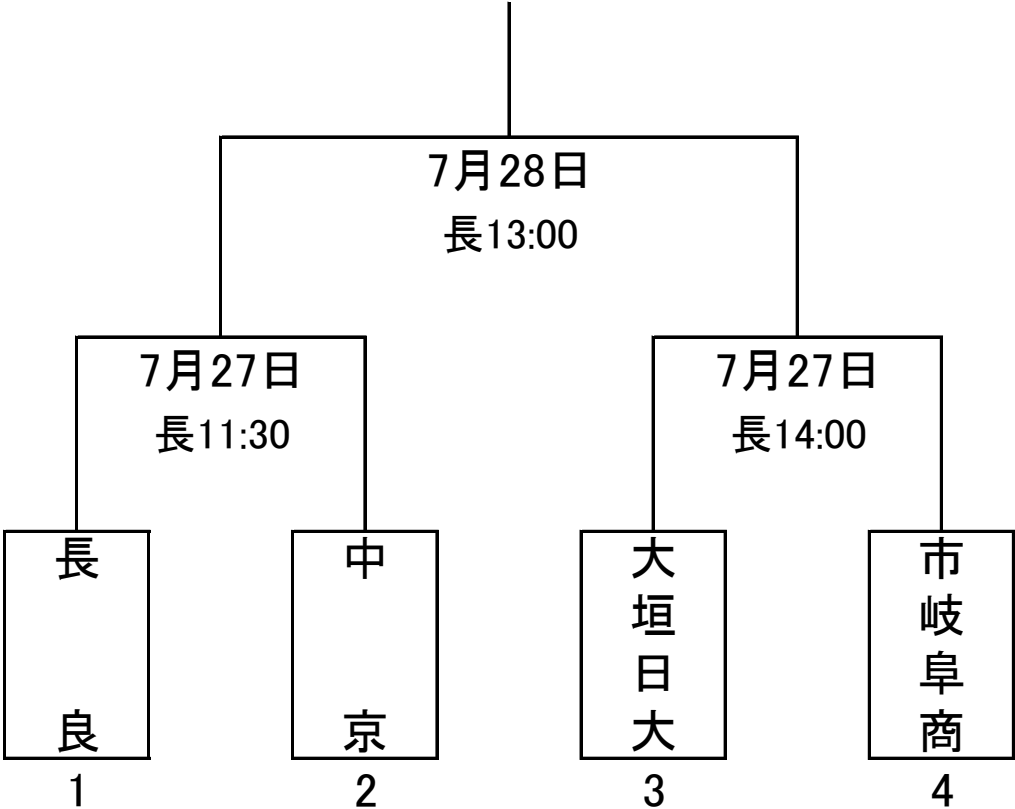 7月28日
長13:00
7月27日
長11:30
7月27日
長14:00
長良
中京
大垣日大
市岐阜商
1
2
3
4